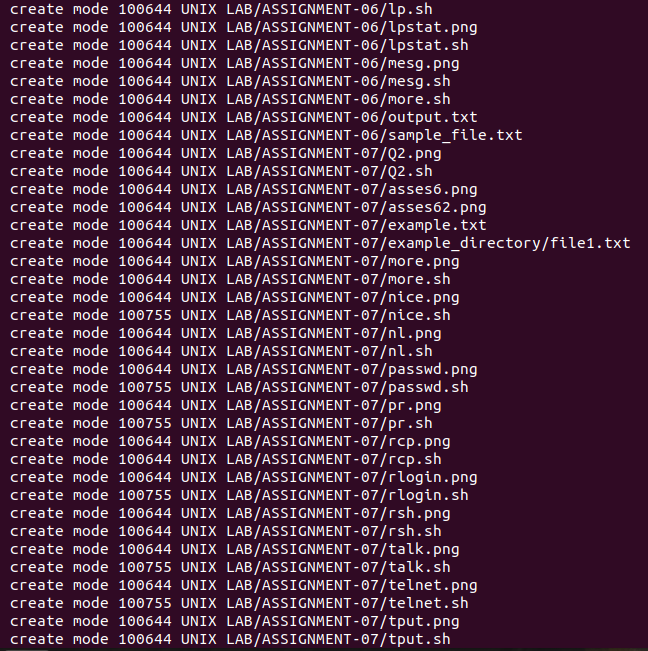 create mode 100644 UNIX LAB/ASSIGNMENT-06/lp.sh
create mode 100644 UNIX LAB/ASSIGNMENT-06/lpstat.png
create mode 100644 UNIX LAB/ASSIGNMENT-06/lpstat.sh
create mode 100644 UNIX LAB/ASSIGNMENT-06/mesg.png
create mode 100644 UNIX LAB/ASSIGNMENT-06/mesg.sh
create mode 100644 UNIX LAB/ASSIGNMENT-06/more.sh
create mode 100644 UNIX LAB/ASSIGNMENT-06/output.txt
create mode 100644 UNIX LAB/ASSIGNMENT-06/sample_file.txt
create mode 100644 UNIX LAB/ASSIGNMENT-07/Q2.png
create mode 100644 UNIX LAB/ASSIGNMENT-07/Q2.sh
create mode 100644 UNIX LAB/ASSIGNMENT-07/asses6.png
create mode 100644 UNIX LAB/ASSIGNMENT-07/asses62.png
create mode 100644 UNIX LAB/ASSIGNMENT-07/example.txt
create mode 100644 UNIX LAB/ASSIGNMENT-07/example_directory/file1.txt
create mode 100644 UNIX LAB/ASSIGNMENT-07/more.png
create mode 100644 UNIX LAB/ASSIGNMENT-07/more.sh
create mode 100644 UNIX LAB/ASSIGNMENT-07/nice.png
create mode 100755 UNIX LAB/ASSIGNMENT-07/nice.sh
create mode 100644 UNIX LAB/ASSIGNMENT-07/nl.png
create mode 100644 UNIX LAB/ASSIGNMENT-07/nl.sh
create mode 100644 UNIX LAB/ASSIGNMENT-07/passwd.png
create mode 100755 UNIX LAB/ASSIGNMENT-07/passwd.sh
create mode 100644 UNIX LAB/ASSIGNMENT-07/pr.png
create mode 100755 UNIX LAB/ASSIGNMENT-07/pr.sh
create mode 100644 UNIX LAB/ASSIGNMENT-07/rcp.png
create mode 100644 UNIX LAB/ASSIGNMENT-07/rcp.sh
create mode 100644 UNIX LAB/ASSIGNMENT-07/rlogin.png
create mode 100755 UNIX LAB/ASSIGNMENT-07/rlogin.sh
create mode 100644 UNIX LAB/ASSIGNMENT-07/rsh.png
create mode 100644 UNIX LAB/ASSIGNMENT-07/rsh.sh
create mode 100644 UNIX LAB/ASSIGNMENT-07/talk.png
create mode 100755 UNIX LAB/ASSIGNMENT-07/talk.sh
create mode 100644 UNIX LAB/ASSIGNMENT-07/telnet.png
create mode 100755 UNIX LAB/ASSIGNMENT-07/telnet.sh
create mode 100644 UNIX LAB/ASSIGNMENT-07/tput.png
create mode 100644 UNIX LAB/ASSIGNMENT-07/tput.sh